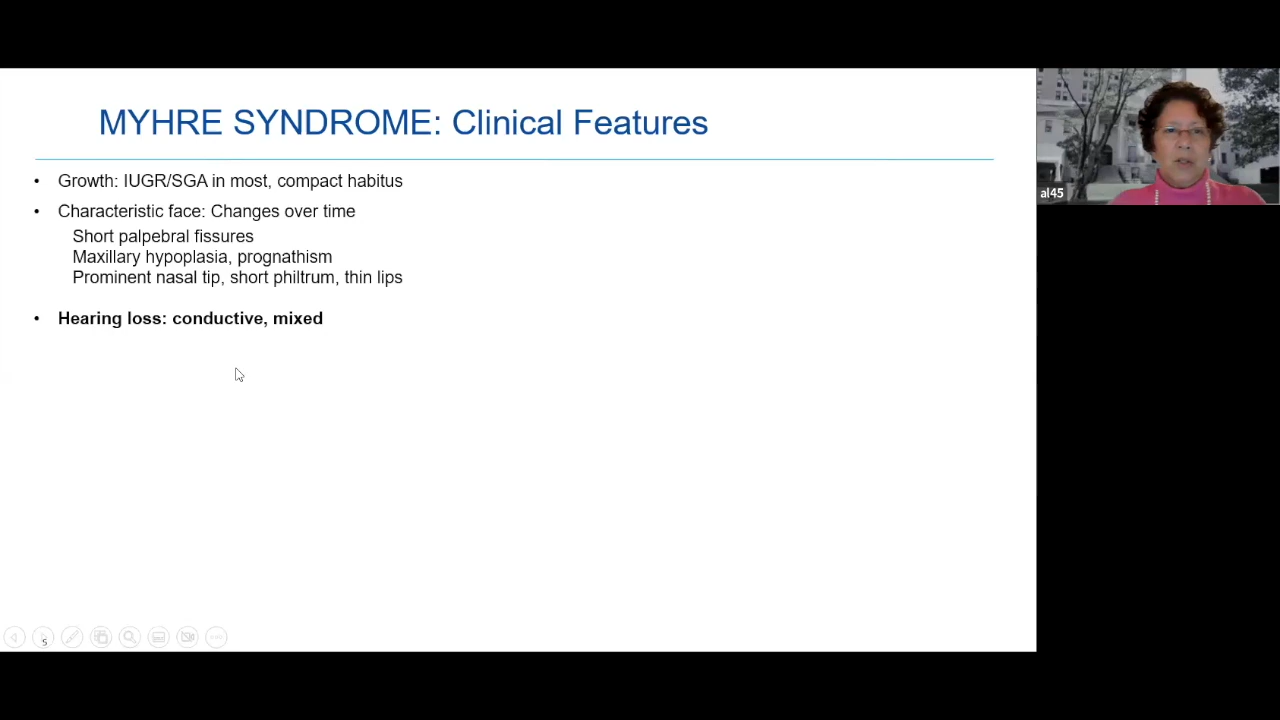 MYHRE SYNDROME: Clinical Features
• Growth: IUGR/SGA in most, compact habitus
• Characteristic face: Changes over time
Short palpebral fissures
Maxillary hypoplasia, prognathism
Prominent nasal tip, short philtrum, thin lips
• Hearing loss: conductive, mixed
al45
5